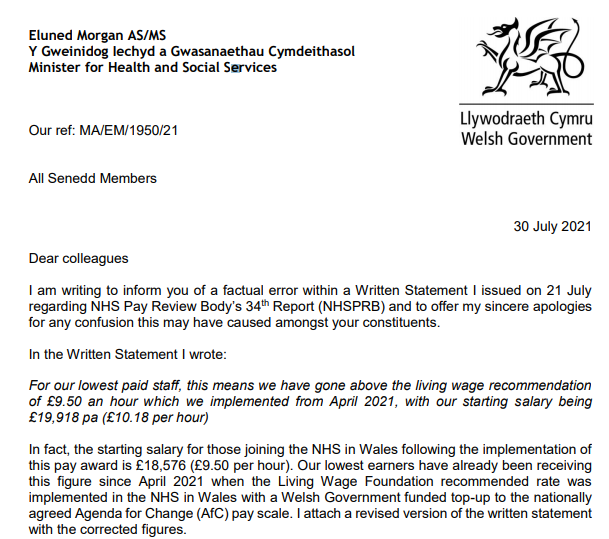 Eluned Morgan AS/MS
Y Gweinidog Iechyd a Gwasanaethau Cymdeithasol
Minister for Health and Social Services
Llywodraeth Cymru
Welsh Government
Our ref: MA/EM/1950/21
All Senedd Members
30 July 2021
Dear colleagues
I am writing to inform you of a factual error within a Written Statement I issued on 21 July
regarding NHS Pay Review Body's 34th Report (NHSPRB) and to offer my sincere apologies
for any confusion this may have caused amongst your constituents.
In the Written Statement I wrote:
For our lowest paid staff, this means we have gone above the living wage recommendation
of £9.50 an hour which we implemented from April 2021, with our starting salary being
£19,918 pa (£10.18 per hour)
In fact, the starting salary for those joining the NHS in Wales following the implementation of
this pay award is £18,576 (£9.50 per hour). Our lowest earners have already been receiving
this figure since April 2021 when the Living Wage Foundation recommended rate was
implemented in the NHS in Wales with a Welsh Government funded top-up to the nationally
agreed Agenda for Change (AfC) pay scale. I attach a revised version of the written statement
with the corrected figures.